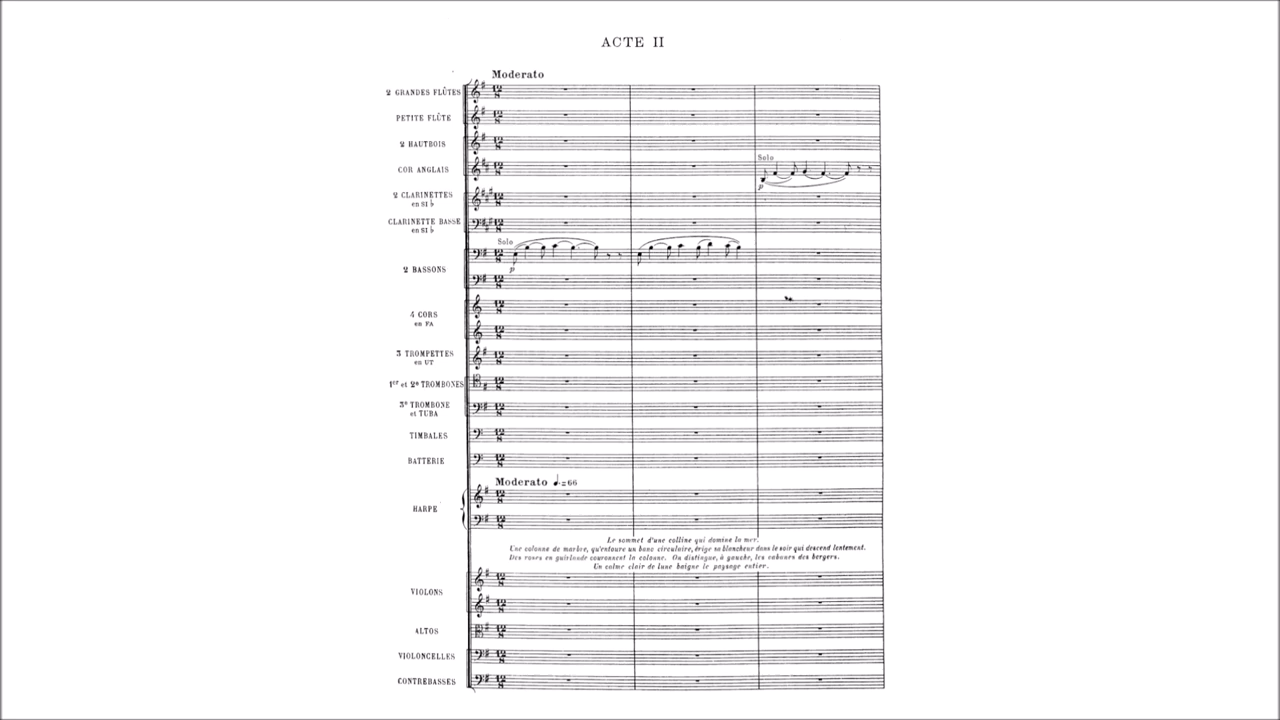 ACTE II
Moderato
2 GRANDES FLÛTES
PETITE FLÛTE
2 HAUTBOIS
COR ANGLAIS
Solo
p
2 CLARINETTES
en SI♭
CLARINETTE BASSE
en SI♭
Solo
p
2 BASSONS
4 CORS
en FA
3 TROMPETTES
en UT
1er et 2e TROMBONES
3e TROMBONE
et TUBA
TIMBALES
BATTERIE
Moderato ♩.=66
HARPE
Le sommet d'une colline qui domine la mer.
Une colonne de marbre, qu'entoure un banc circulaire, érige sa blancheur dans le soir qui descend lentement.
Des roses en guirlande couronnent la colonne. On distingue, à gauche, les cabanes des bergers.
Un calme clair de lune baigne le paysage entier.
VIOLONS
ALTOS
VIOLONCELLES
CONTREBASSES